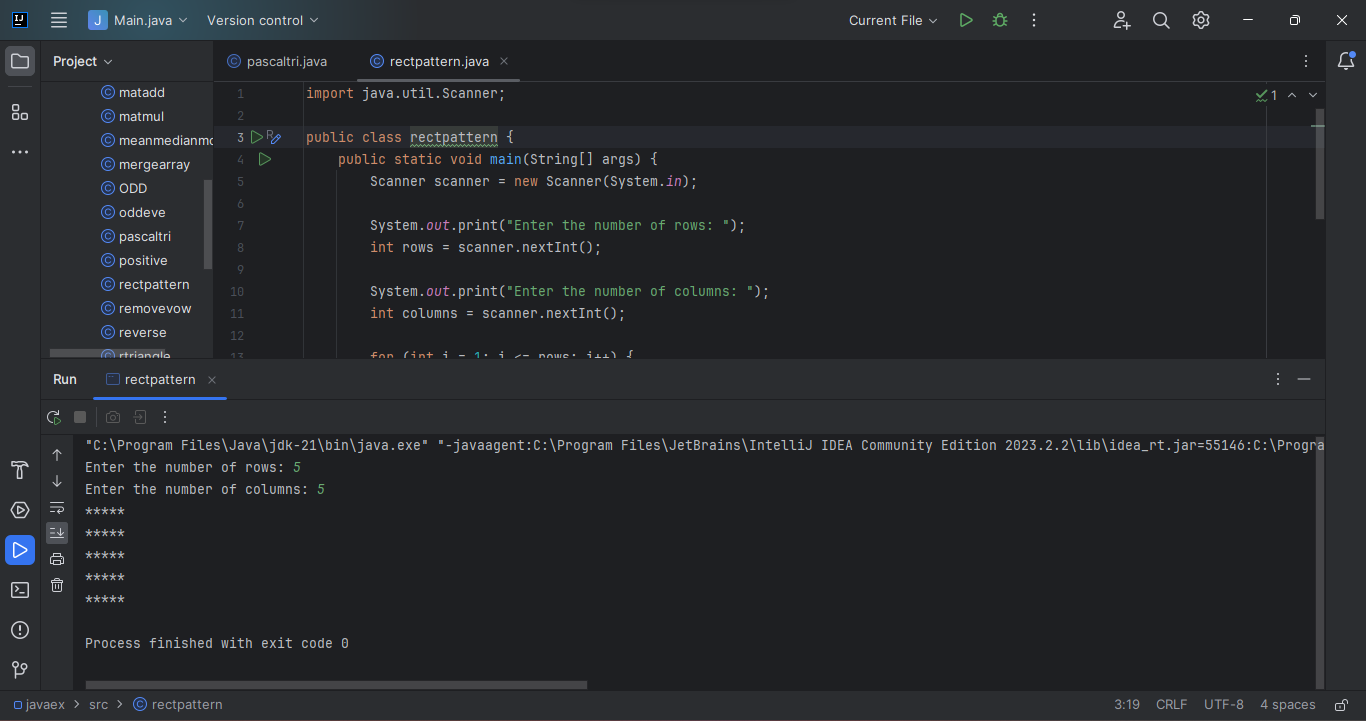 Main.java
Version control
Current File
Project
matadd
matmul
meanmedianmo
mergearray
ODD
oddeve
pascaltri
positive
rectpattern
removevow
reverse
rtriangle
pascaltri.java
rectpattern.java
1
1 import java.util.Scanner;
2
3 public class rectpattern {
4 public static void main(String[] args) {
5 Scanner scanner = new Scanner(System.in);
6
7 System.out.print("Enter the number of rows: ");
8 int rows = scanner.nextInt();
9
10 System.out.print("Enter the number of columns: ");
11 int columns = scanner.nextInt();
12
13 for (int i = 1; i <= rows; i++) {
Run
rectpattern
"C:\Program Files\Java\jdk-21\bin\java.exe" "-javaagent:C:\Program Files\JetBrains\IntelliJ IDEA Community Edition 2023.2.2\lib\idea_rt.jar=55146:C:\Progra
Enter the number of rows: 5
Enter the number of columns: 5
*****
*****
*****
*****
*****
Process finished with exit code 0
javaex > src > rectpattern
3:19 CRLF UTF-8 4 spaces